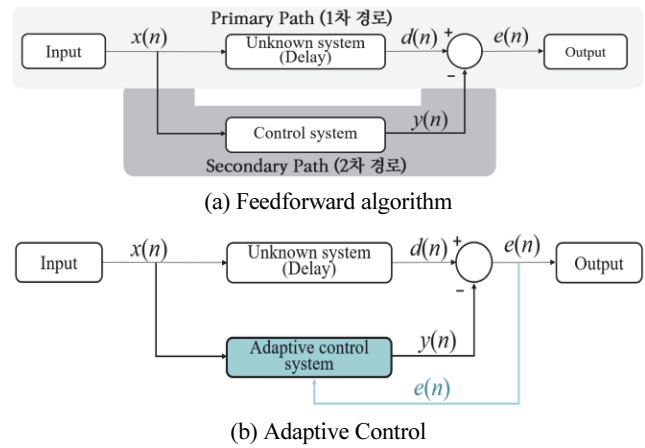 Primary Path (1차 경로)
Input
x(n)
Unknown system
(Delay)
d(n)
+
−
e(n)
Output
Control system
y(n)
Secondary Path (2차 경로)
(a) Feedforward algorithm
Input
x(n)
Unknown system
(Delay)
d(n)
+
−
e(n)
Output
Adaptive control
system
y(n)
e(n)
(b) Adaptive Control